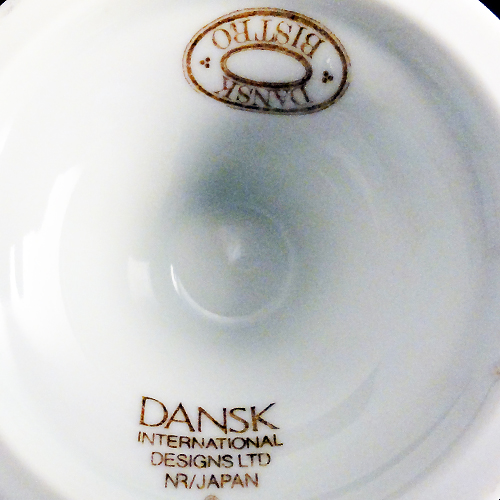 BISTRO
DANSK
DANSK
INTERNATIONAL
DESIGNS LTD
NR/JAPAN